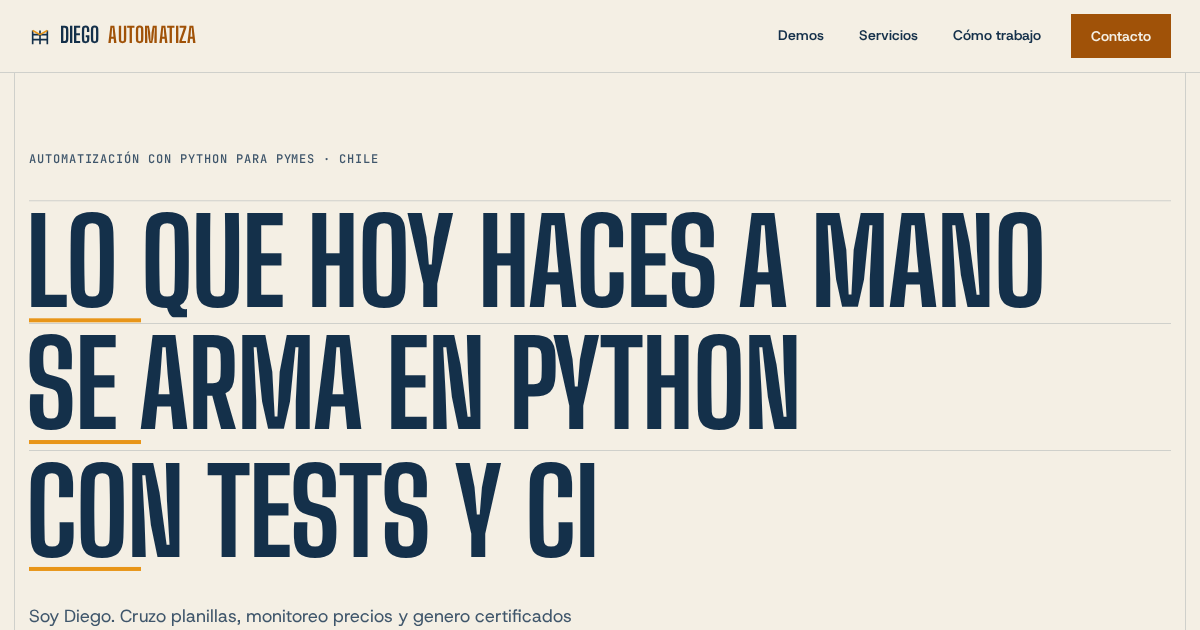 DIEGO AUTOMATIZA
Demos
Servicios
Cómo trabajo
Contacto
AUTOMATIZACIÓN CON PYTHON PARA PYMES · CHILE
LO QUE HOY HACES A MANO
SE ARMA EN PYTHON
CON TESTS Y CI
Soy Diego. Cruzo planillas, monitoreo precios y genero certificados